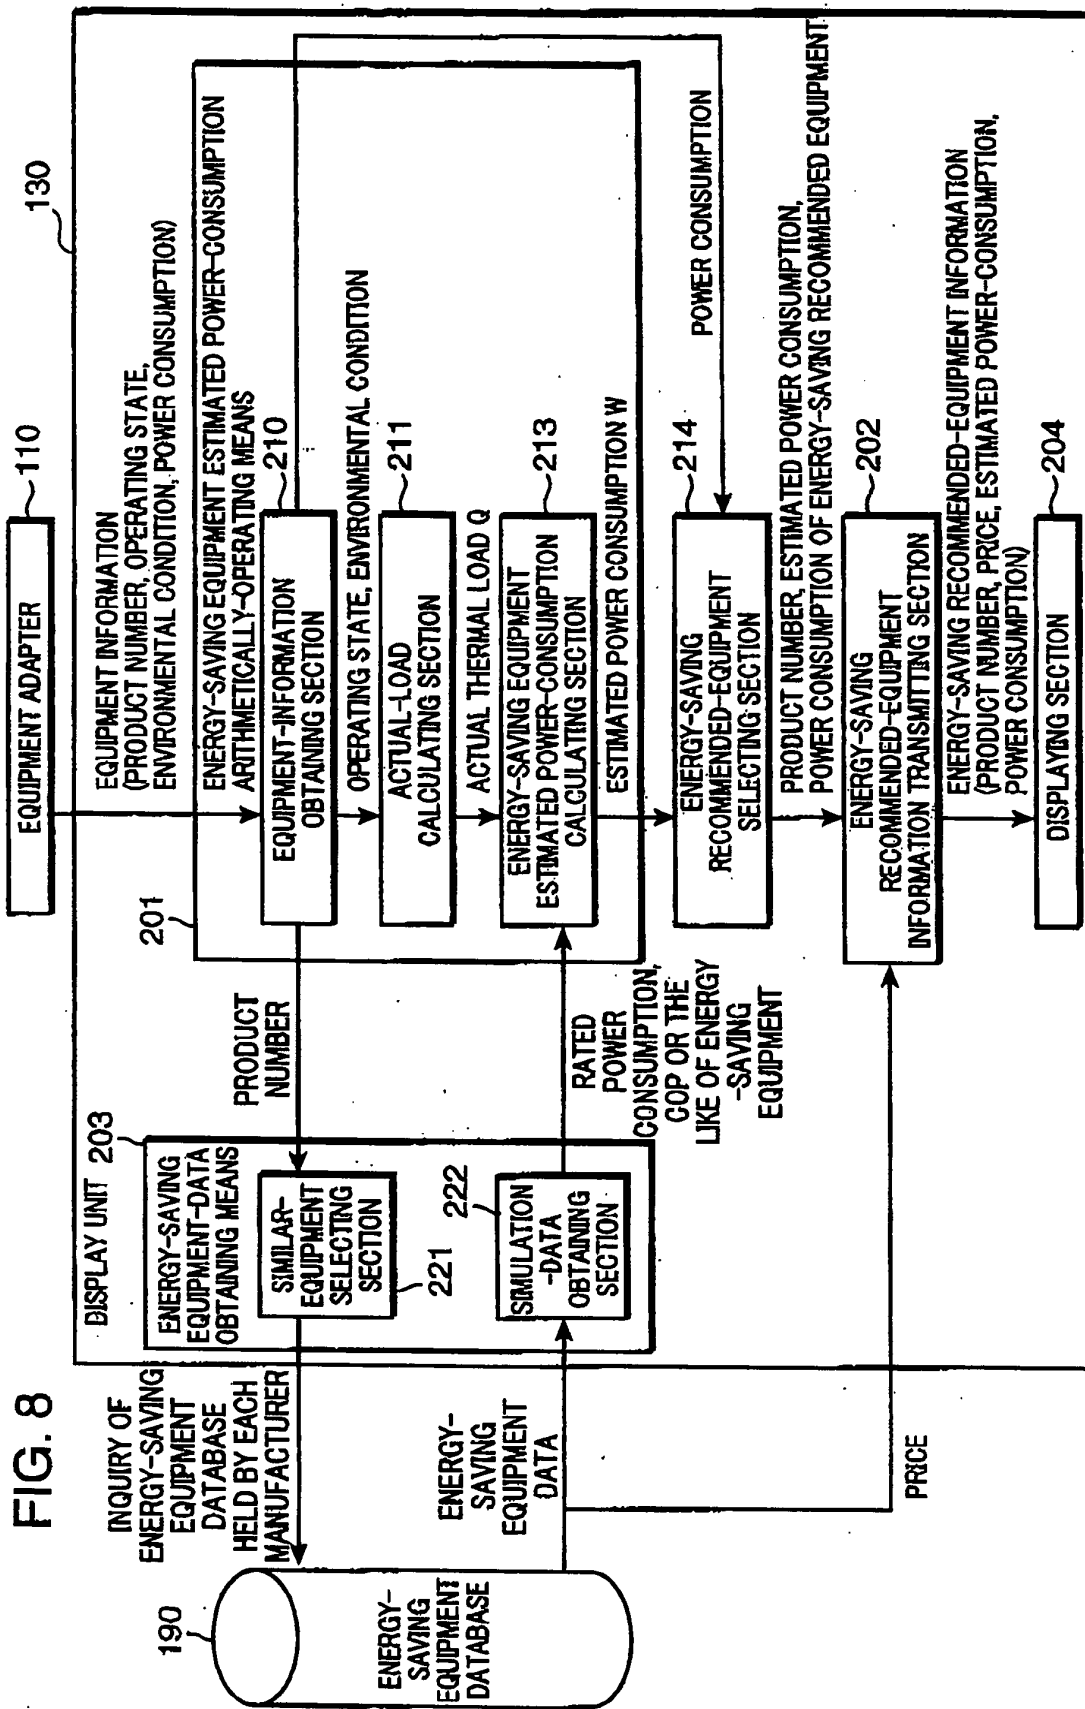 FIG. 8
130
110
EQUIPMENT ADAPTER
EQUIPMENT INFORMATION
(PRODUCT NUMBER, OPERATING STATE,
ENVIRONMENTAL CONDITION, POWER CONSUMPTION)
DISPLAY UNIT
203
ENERGY-SAVING
EQUIPMENT-DATA
OBTAINING MEANS
201
ENERGY-SAVING EQUIPMENT ESTIMATED POWER-CONSUMPTION
ARITHMETICALLY-OPERATING MEANS
INQUIRY OF
ENERGY-SAVING
EQUIPMENT
DATABASE
HELD BY EACH
MANUFACTURER
SIMILAR-
EQUIPMENT
SELECTING
SECTION
221
PRODUCT
NUMBER
EQUIPMENT-INFORMATION
OBTAINING SECTION
210
OPERATING STATE, ENVIRONMENTAL CONDITION
ACTUAL-LOAD
CALCULATING SECTION
211
ACTUAL THERMAL LOAD Q
190
ENERGY-
SAVING
EQUIPMENT
DATABASE
ENERGY-
SAVING
EQUIPMENT
DATA
222
SIMULATION
-DATA
OBTAINING
SECTION
RATED
POWER
CONSUMPTION,
COP OR THE
LIKE OF ENERGY
-SAVING
EQUIPMENT
ENERGY-SAVING EQUIPMENT
ESTIMATED POWER-CONSUMPTION
CALCULATING SECTION
213
ESTIMATED POWER CONSUMPTION W
ENERGY-SAVING
RECOMMENDED-EQUIPMENT
SELECTING SECTION
214
POWER CONSUMPTION
PRODUCT NUMBER, ESTIMATED POWER CONSUMPTION,
POWER CONSUMPTION OF ENERGY-SAVING RECOMMENDED EQUIPMENT
PRICE
ENERGY-SAVING
RECOMMENDED-EQUIPMENT
INFORMATION TRANSMITTING SECTION
202
ENERGY-SAVING RECOMMENDED-EQUIPMENT INFORMATION
(PRODUCT NUMBER, PRICE, ESTIMATED POWER-CONSUMPTION,
POWER CONSUMPTION)
DISPLAYING SECTION
204